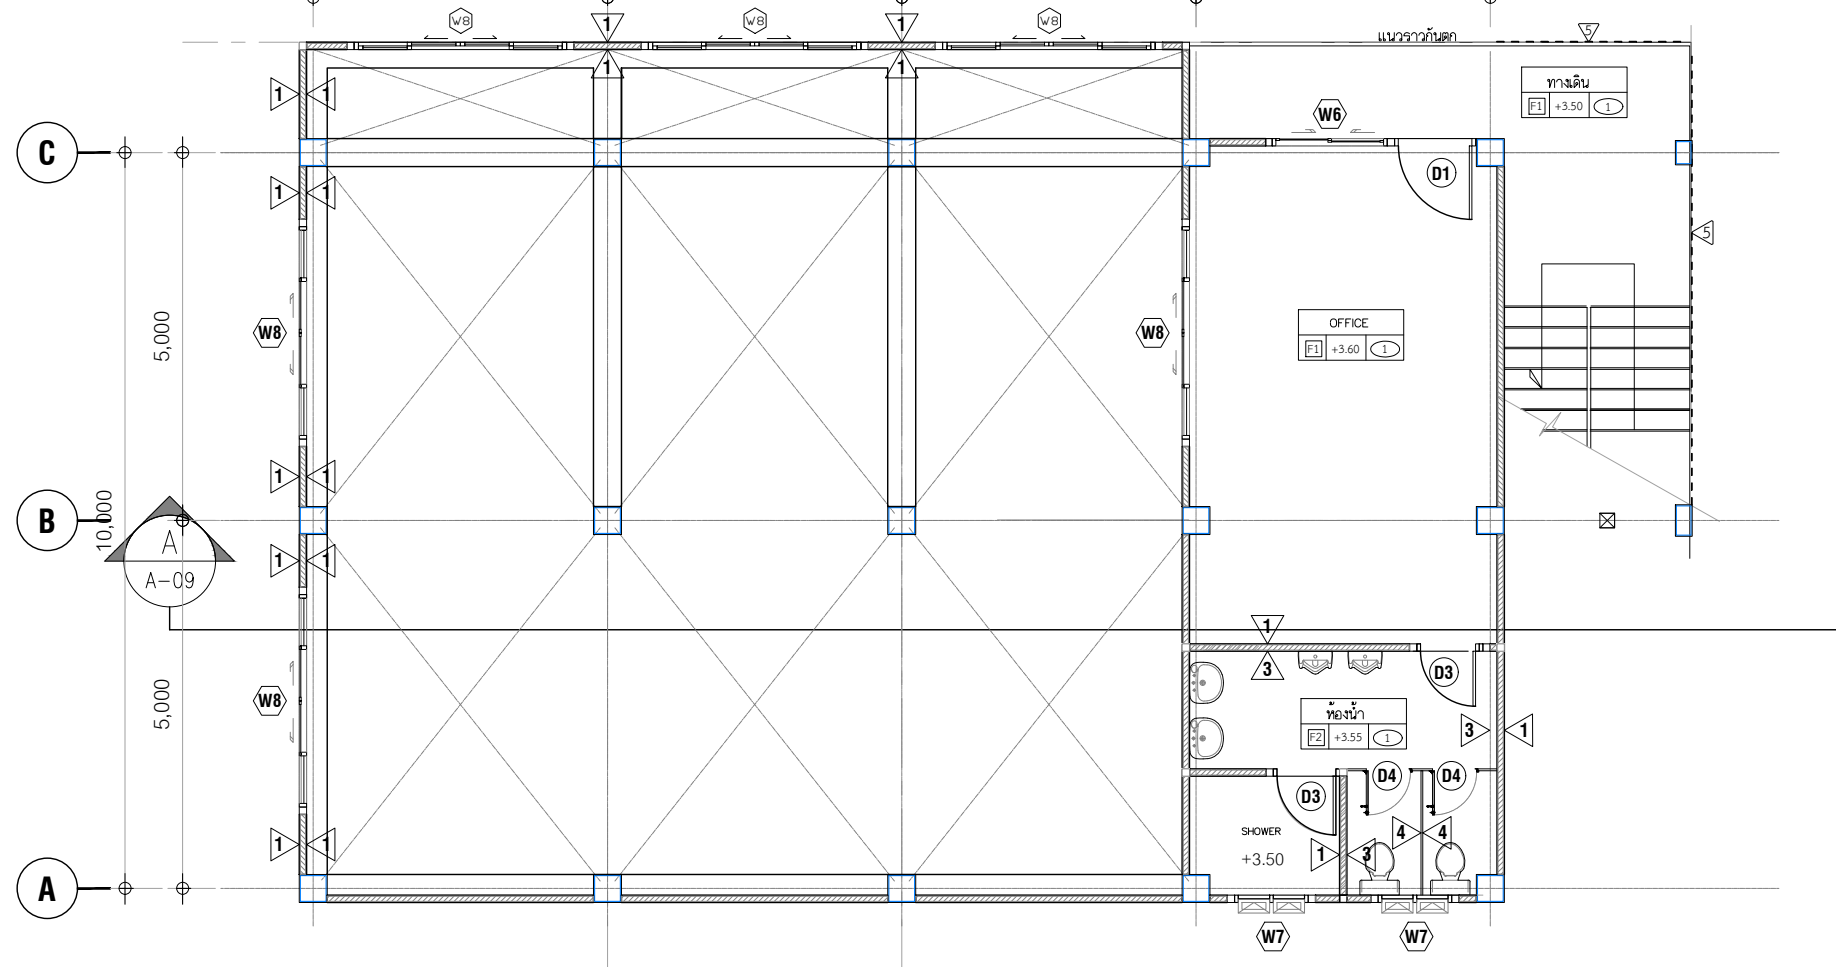 W8 1 W8 1 W8
แนวราวกันตก 5
1 1
ทางเดิน
F1 +3.50 1
1 1
W6
C
D1
1 1
5
OFFICE
F1 +3.60 1
5,000
W8 W8
1 1
10,000
B
A
A-09
1 1
1
3
D3
5,000
W8
ห้องน้ำ
F2 +3.55 1
3 1
D3 D4 D4
SHOWER
+3.50
4 4
1 1
1 3
A
W7 W7